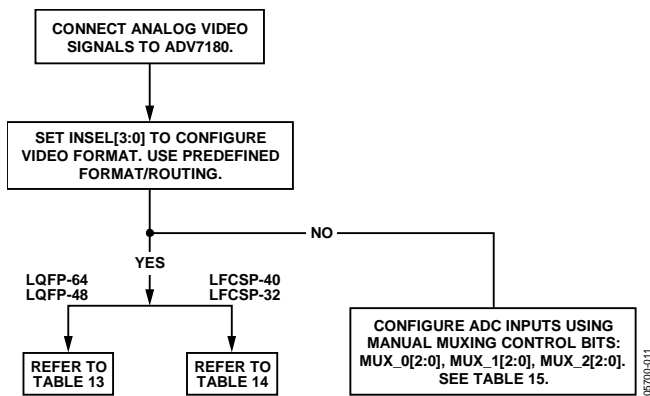 CONNECT ANALOG VIDEO
SIGNALS TO ADV7180.
SET INSEL[3:0] TO CONFIGURE
VIDEO FORMAT. USE PREDEFINED
FORMAT/ROUTING.
NO
YES
LQFP-64
LQFP-48
LFCSP-40
LFCSP-32
REFER TO
TABLE 13
REFER TO
TABLE 14
CONFIGURE ADC INPUTS USING
MANUAL MUXING CONTROL BITS:
MUX_0[2:0], MUX_1[2:0], MUX_2[2:0].
SEE TABLE 15.
05700-011